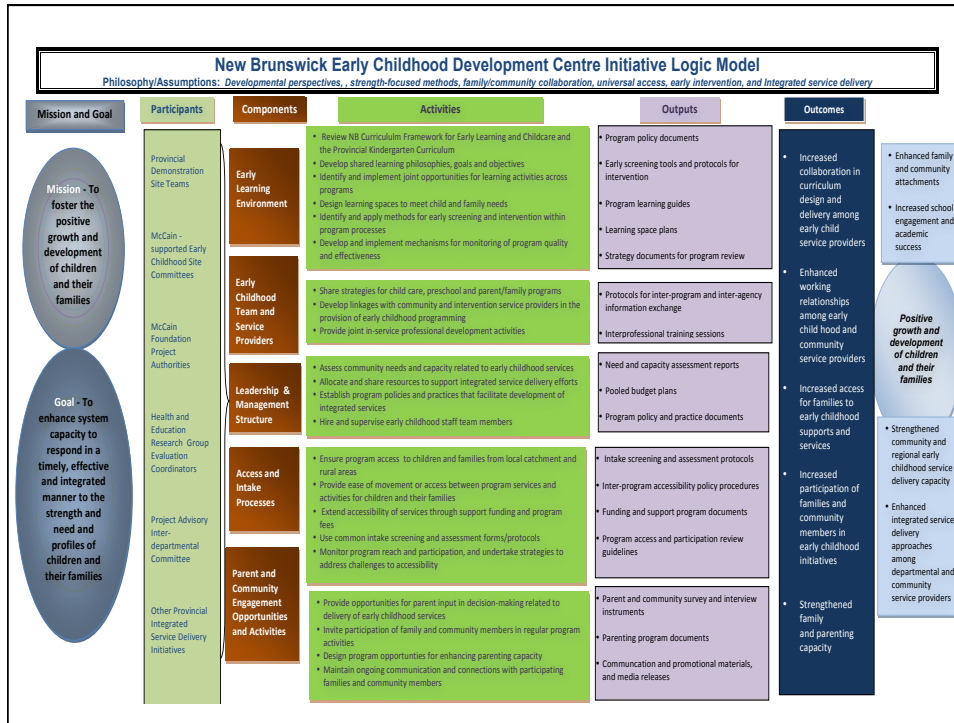 New Brunswick Early Childhood Development Centre Initiative Logic Model
Philosophy/Assumptions: Developmental perspectives, , strength-focused methods, family/community collaboration, universal access, early intervention, and Integrated service delivery
Mission and Goal
Mission - To
foster the
positive
growth and
development
of children
and their
families
Goal - To
enhance system
capacity to
respond in a
timely, effective
and integrated
manner to the
strength and
need and
profiles of
children and
their families
Participants
Provincial
Demonstration
Site Teams
McCain -
supported Early
Childhood Site
Committees
McCain
Foundation
Project
Authorities
Health and
Education
Research Group
Evaluation
Coordinators
Project Advisory
Inter-
departmental
Committee
Other Provincial
Integrated
Service Delivery
Initiatives
Components
Early
Learning
Environment
Early
Childhood
Team and
Service
Providers
Leadership &
Management
Structure
Access and
Intake
Processes
Parent and
Community
Engagement
Opportunities
and Activities
Activities
• Review NB Curricululm Framework for Early Learning and Childcare and
the Provincial Kindergarten Curriculum
• Develop shared learning philosophies, goals and objectives
• Identify and implement joint opportunities for learning activities across
programs
• Design learning spaces to meet child and family needs
• Identify and apply methods for early screening and intervention within
program processes
• Develop and implement mechanisms for monitoring of program quality
and effectiveness
• Share strategies for child care, preschool and parent/family programs
• Develop linkages with community and intervention service providers in the
provision of early childhood programming
• Provide joint in-service professional development activities
• Assess community needs and capacity related to early childhood services
• Allocate and share resources to support integrated service delivery efforts
• Establish program policies and practices that facilitate development of
integrated services
• Hire and supervise early childhood staff team members
• Ensure program access to children and families from local catchment and
rural areas
• Provide ease of movement or access between program services and
activities for children and their families
• Extend accessibility of services through support funding and program
fees
• Use common intake screening and assessment forms/protocols
• Monitor program reach and participation, and undertake strategies to
address challenges to accessibility
• Provide opportunities for parent input in decision-making related to
delivery of early childhood services
• Invite participation of family and community members in regular program
activities
• Design program opportunties for enhancing parenting capacity
• Maintain ongoing communication and connections with participating
families and community members
Outputs
• Program policy documents
• Early screening tools and protocols for
intervention
• Program learning guides
• Learning space plans
• Strategy documents for program review
• Protocols for inter-program and inter-agency
information exchange
• Interprofessional training sessions
• Need and capacity assessment reports
• Pooled budget plans
• Program policy and practice documents
• Intake screening and assessment protocols
• Inter-program accessibility policy procedures
• Funding and support program documents
• Program access and participation review
guidelines
• Parent and community survey and interview
instruments
• Parenting program documents
• Communcation and promotional materials,
and media releases
Outcomes
• Increased
collaboration in
curriculum
design and
delivery among
early child
service providers
• Enhanced
working
relationships
among early
child hood and
community
service providers
• Increased access
for families to
early childhood
supports and
services
• Increased
participation of
families and
community
members in
early childhood
initiatives
• Strengthened
family
and parenting
capacity
• Enhanced family
and community
attachments
• Increased school
engagement and
academic
success
Positive
growth and
development
of children
and their
families
• Strengthened
community and
regional early
childhood service
delivery capacity
• Enhanced
integrated service
delivery
approaches
among
departmental and
community
service providers